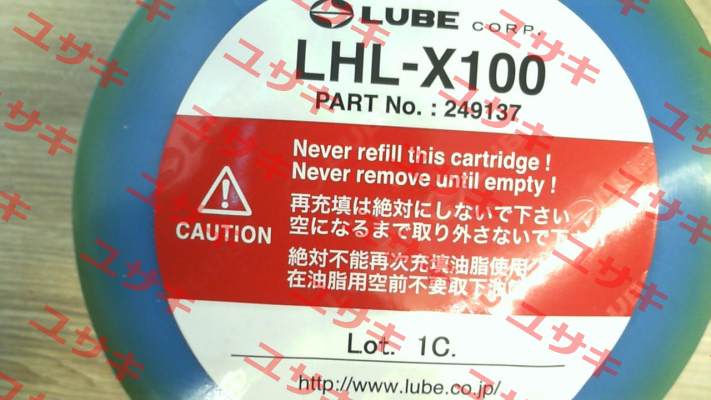 LUBE CORP.
LHL-X100
PART No. : 249137
Never refill this cartridge !
Never remove until empty !
CAUTION
再充填は絶対にしないで下さい
空になるまで取り外さないで下
絶対不能再次充填油脂使用
在油脂用空前不要取下油
Lot. 1C.
http://www.lube.co.jp/
ユサキ